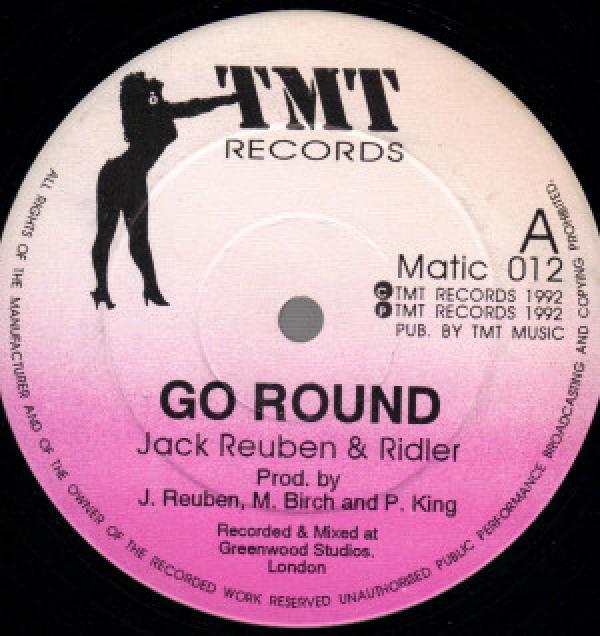 TMT
RECORDS
A
Matic 012
Ⓒ TMT RECORDS 1992
Ⓟ TMT RECORDS 1992
PUB. BY TMT MUSIC
GO ROUND
Jack Reuben & Ridler
Prod. by
J. Reuben, M. Birch and P. King
Recorded & Mixed at
Greenwood Studios.
London
ALL RIGHTS OF THE MANUFACTURER AND OF THE OWNER OF THE RECORDED WORK RESERVED UNAUTHORISED PUBLIC PERFORMANCE BROADCASTING AND COPYING PROHIBITED.